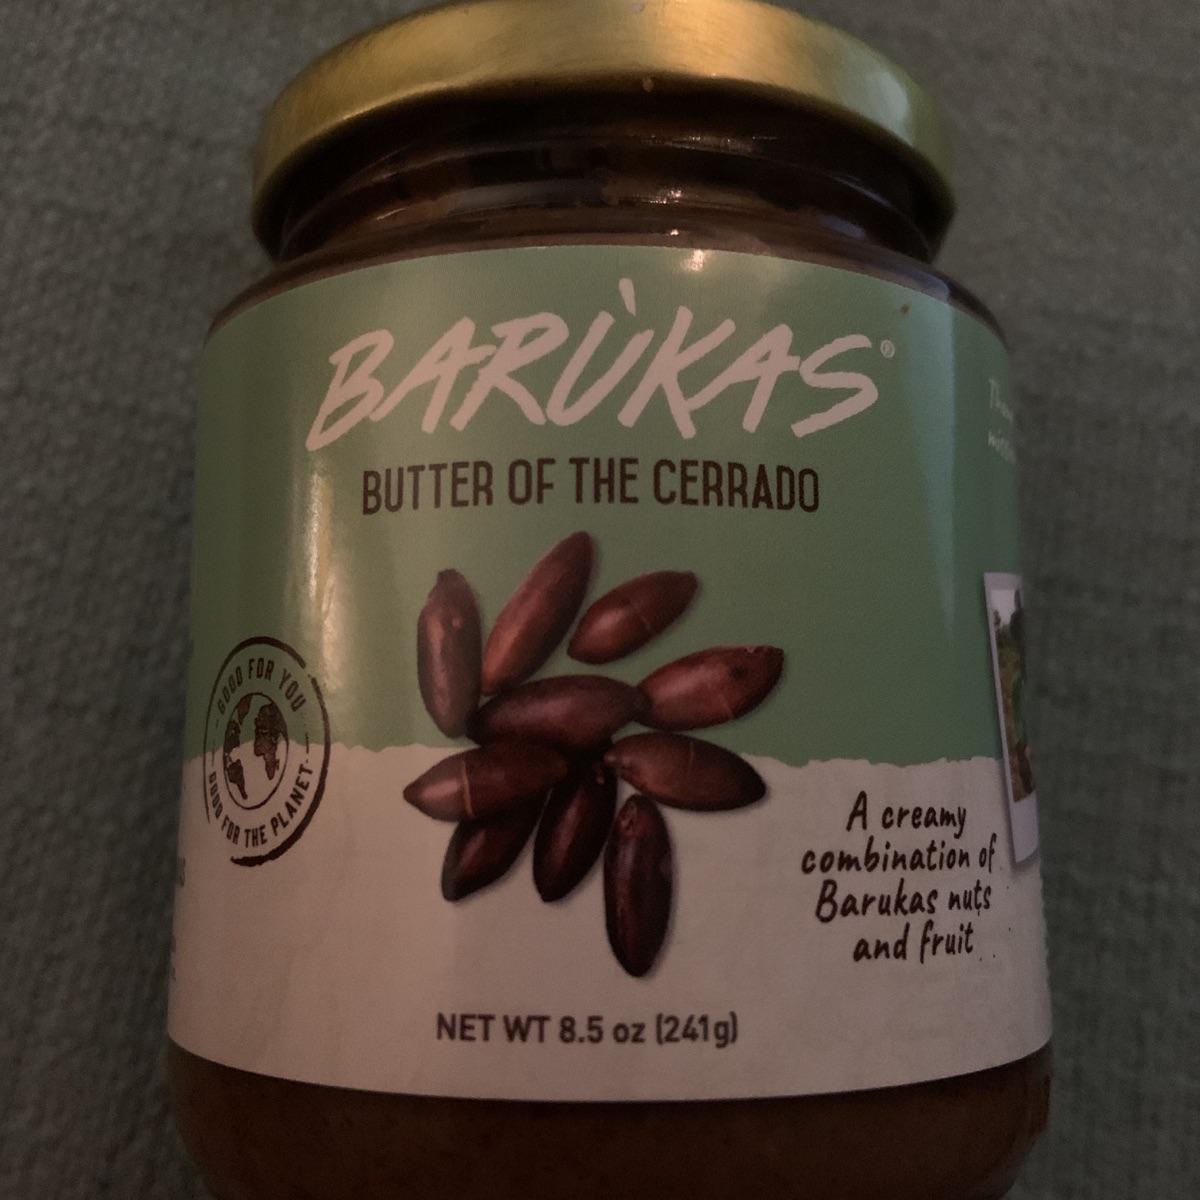 BARÙKAS®
BUTTER OF THE CERRADO
GOOD FOR YOU
GOOD FOR THE PLANET
A creamy
combination of
Barukas nuts
and fruit
NET WT 8.5 oz (241g)